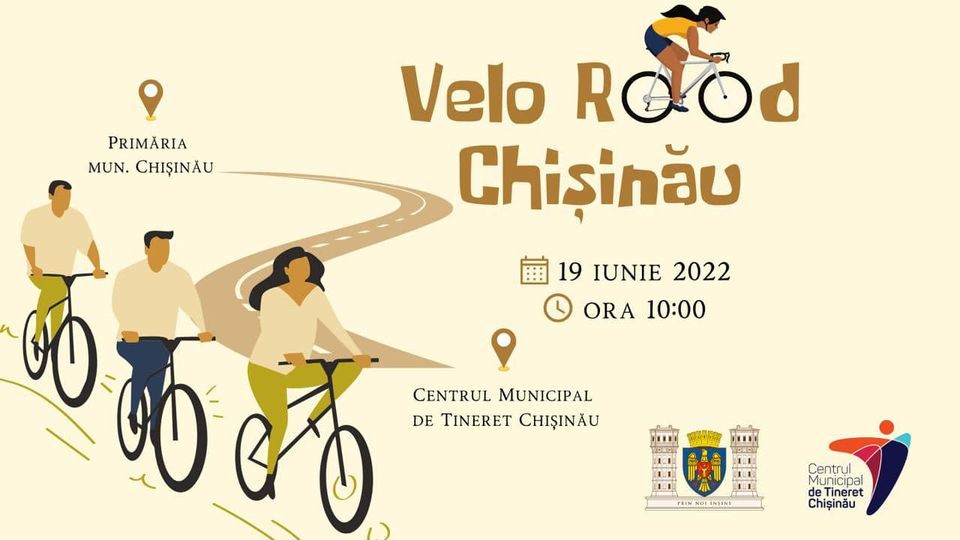 Velo Road
Chișinău
PRIMĂRIA
MUN. CHIȘINĂU
19 IUNIE 2022
ORA 10:00
CENTRUL MUNICIPAL
DE TINERET CHIȘINĂU
PRIN NOI ÎNȘINE
Centrul
Municipal
de Tineret
Chișinău